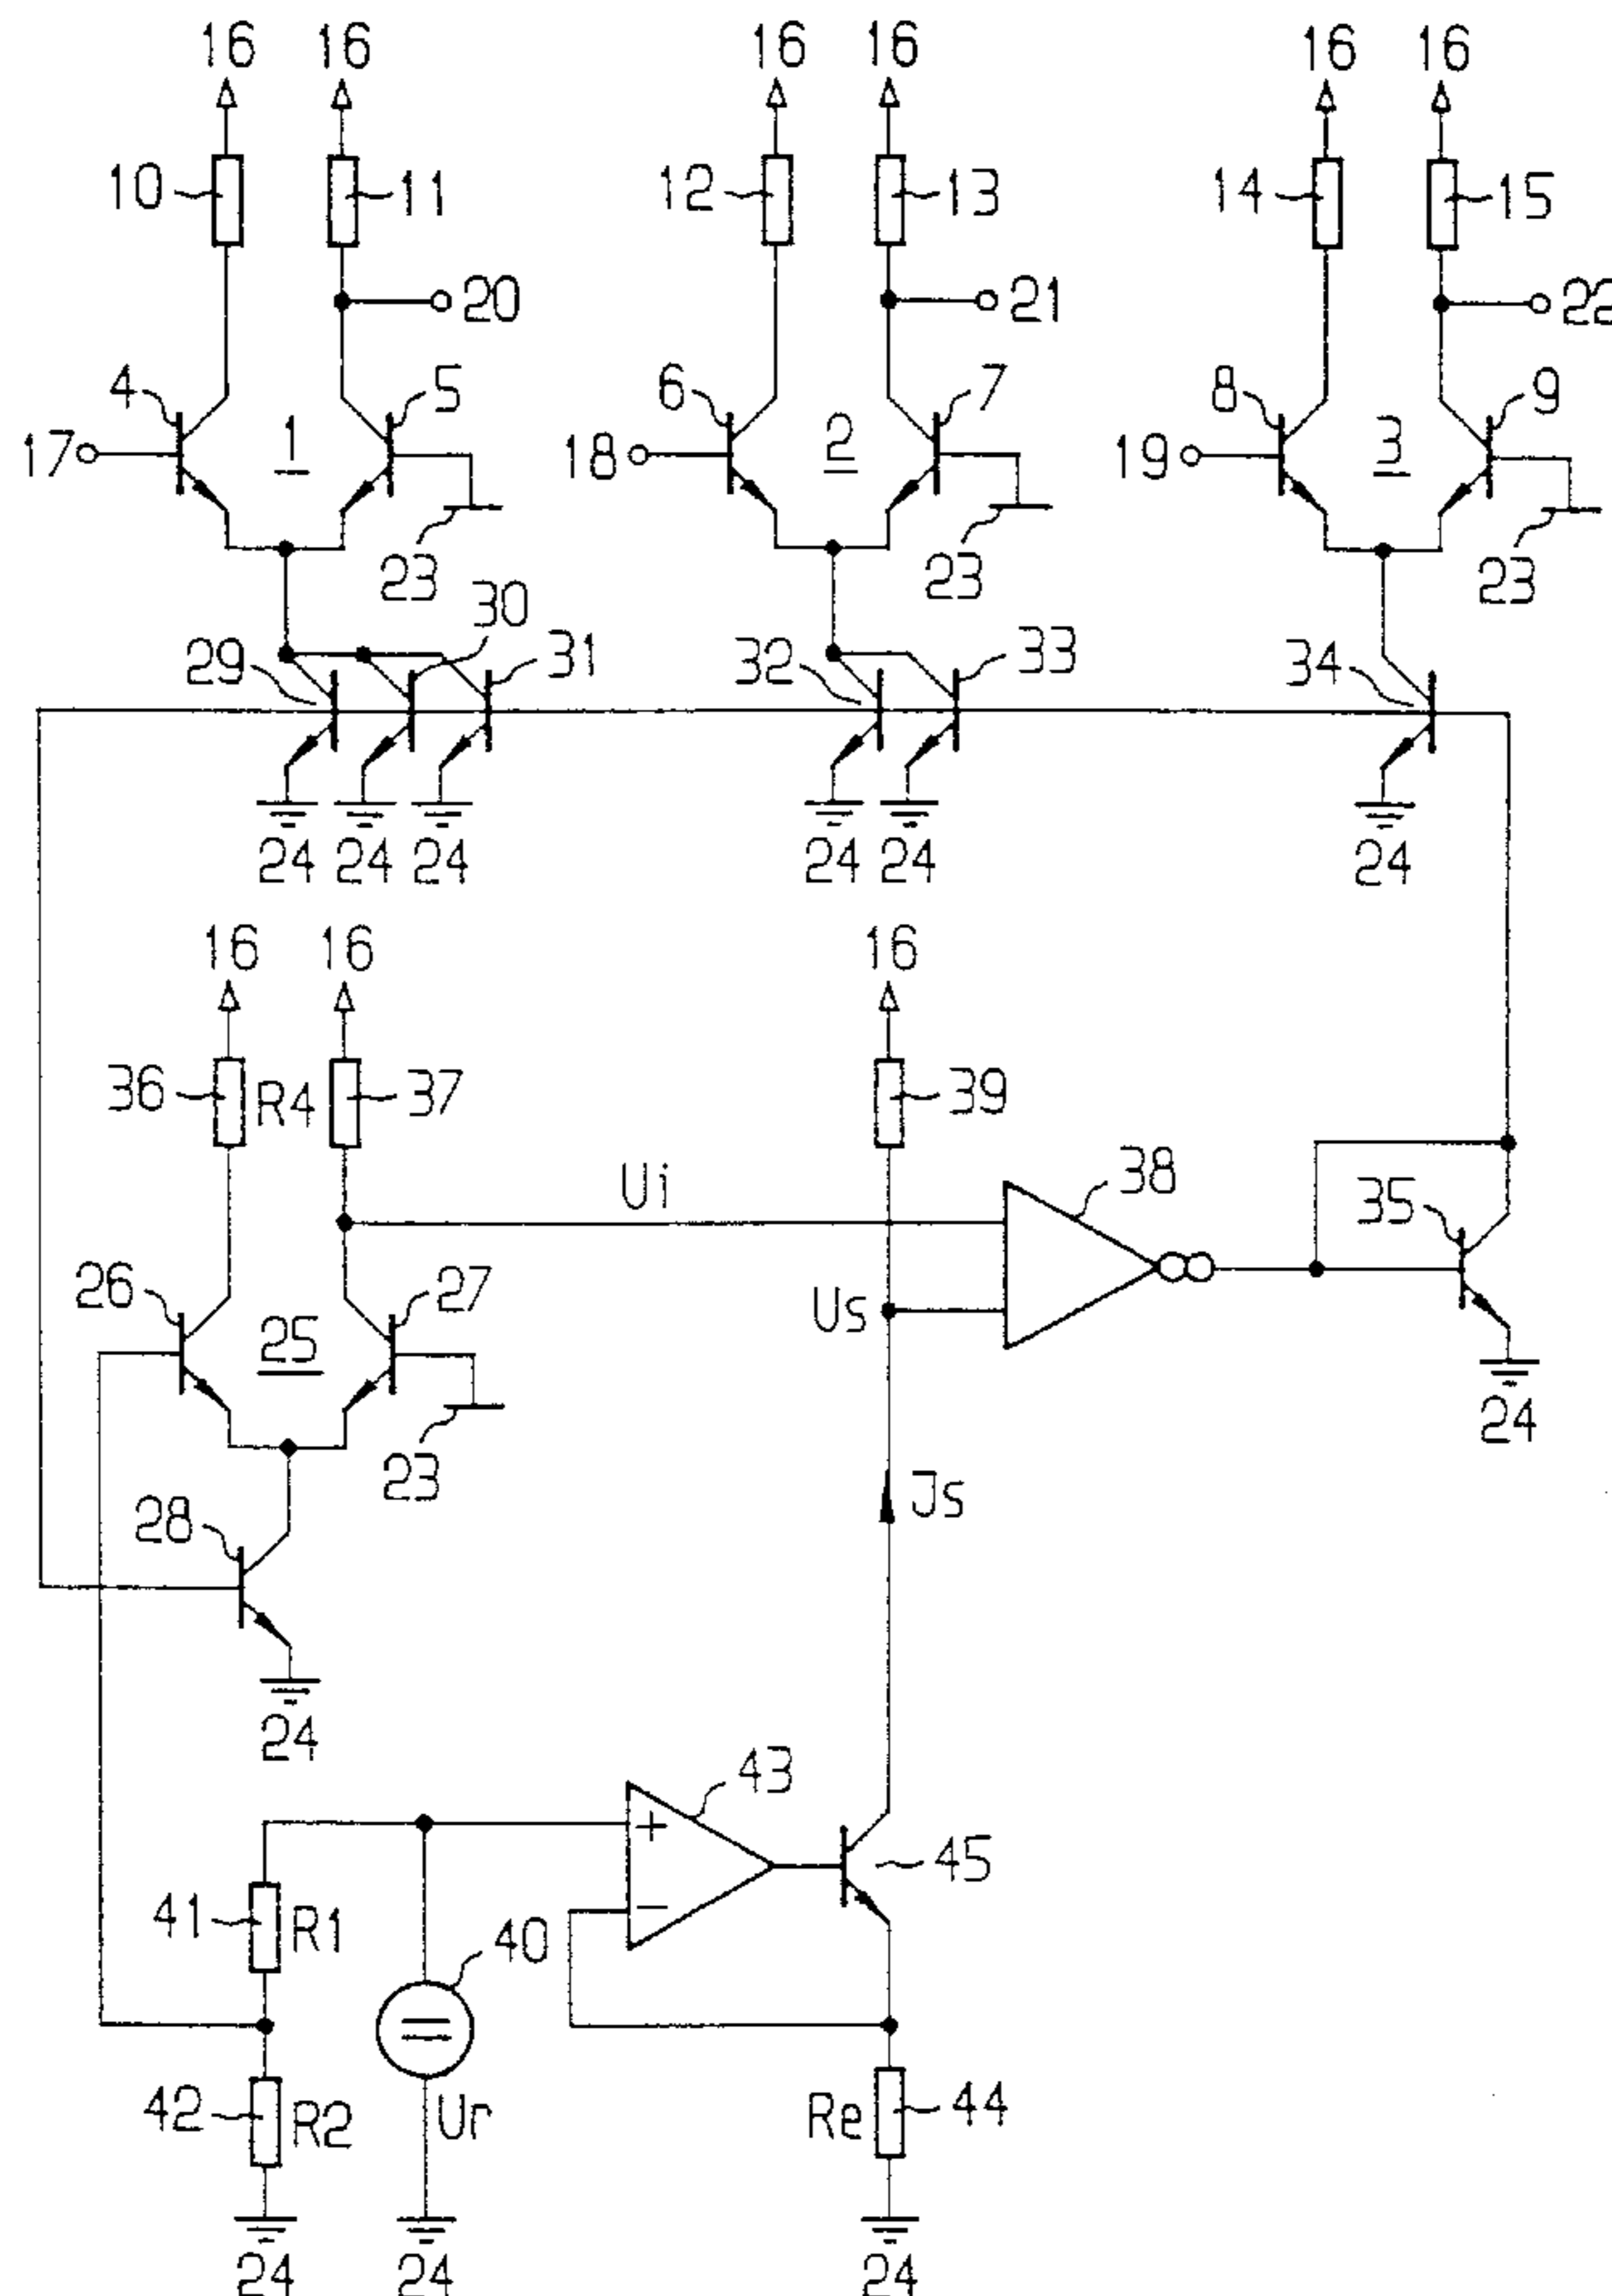 16 16 16 16 16 16
10 11 12 13 14 15
20 21 22
4 5 6 7 8 9
17 1 18 2 19 3
23 23 23
30
29 31 32 33 34
24 24 24 24 24 24
16 16 16
36 R4 37 39
Ui 38 35
26 25 27 Us
24
23
28 Js
24
43
45
41 R1 40
42 R2 Ur Re 44
24 24 24